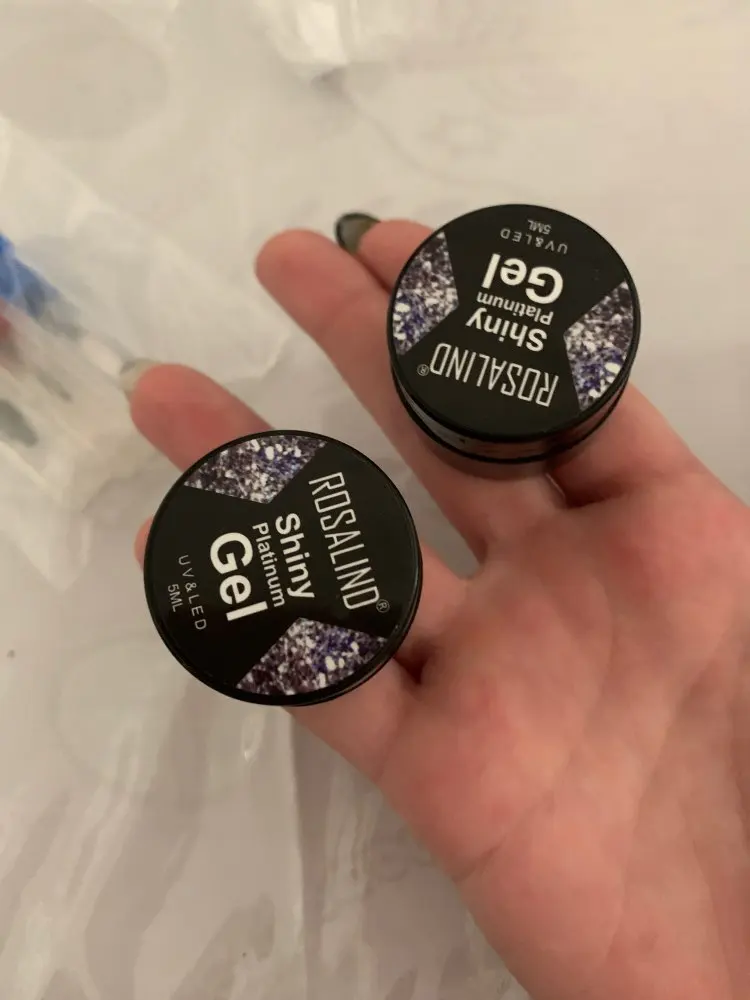 ROSALIND®
Shiny
Platinum
Gel
UV&LED
5ML
ROSALIND®
Shiny
Platinum
Gel
UV&LED
5ML